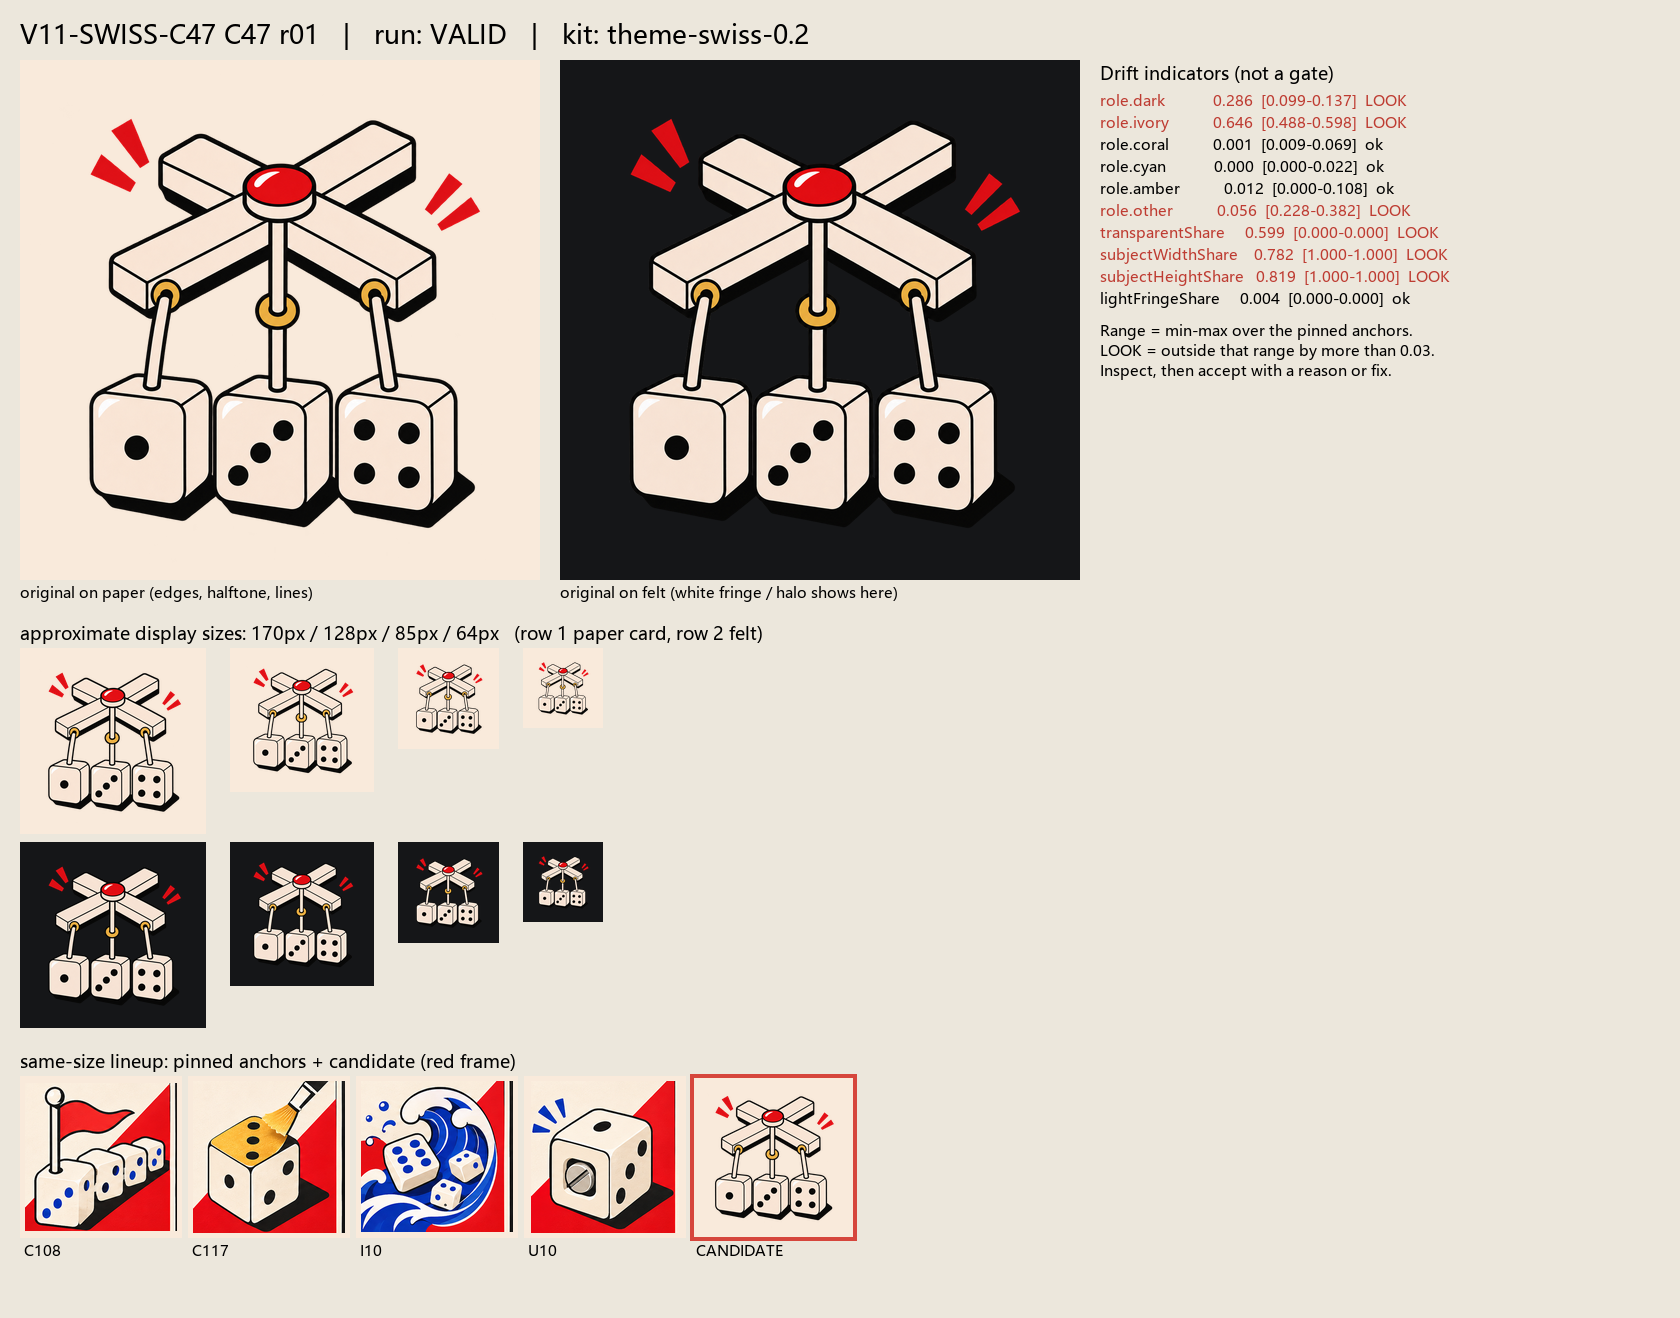 V11-SWISS-C47 C47 r01 | run: VALID | kit: theme-swiss-0.2
Drift indicators (not a gate)
role.dark 0.286 [0.099-0.137] LOOK
role.ivory 0.646 [0.488-0.598] LOOK
role.coral 0.001 [0.009-0.069] ok
role.cyan 0.000 [0.000-0.022] ok
role.amber 0.012 [0.000-0.108] ok
role.other 0.056 [0.228-0.382] LOOK
transparentShare 0.599 [0.000-0.000] LOOK
subjectWidthShare 0.782 [1.000-1.000] LOOK
subjectHeightShare 0.819 [1.000-1.000] LOOK
lightFringeShare 0.004 [0.000-0.000] ok
Range = min-max over the pinned anchors.
LOOK = outside that range by more than 0.03.
Inspect, then accept with a reason or fix.
original on paper (edges, halftone, lines)
original on felt (white fringe / halo shows here)
approximate display sizes: 170px / 128px / 85px / 64px (row 1 paper card, row 2 felt)
same-size lineup: pinned anchors + candidate (red frame)
C108
C117
I10
U10
CANDIDATE